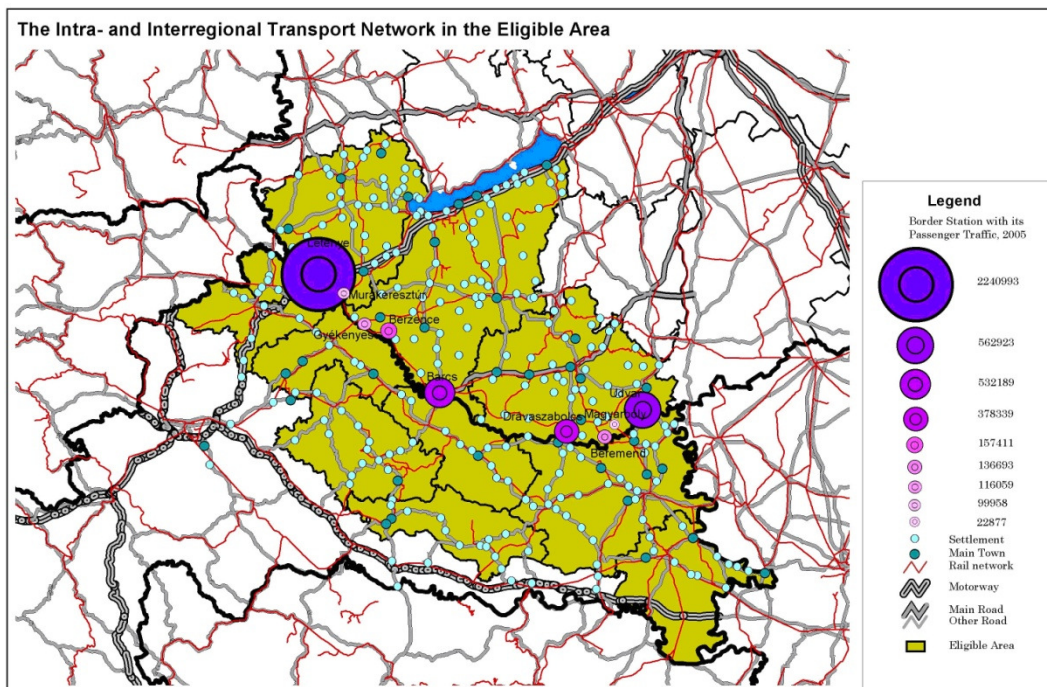 The Intra- and Interregional Transport Network in the Eligible Area
Letenye
Murakeresztúr
Berzence
Gyékényes
Barcs
Udvar
Drávaszabolcs
Magyarbóly
Beremend
Legend
Border Station with its
Passenger Traffic, 2005
2240993
562923
532189
378339
157411
136693
116059
99958
22877
Settlement
Main Town
Rail network
Motorway
Main Road
Other Road
Eligible Area